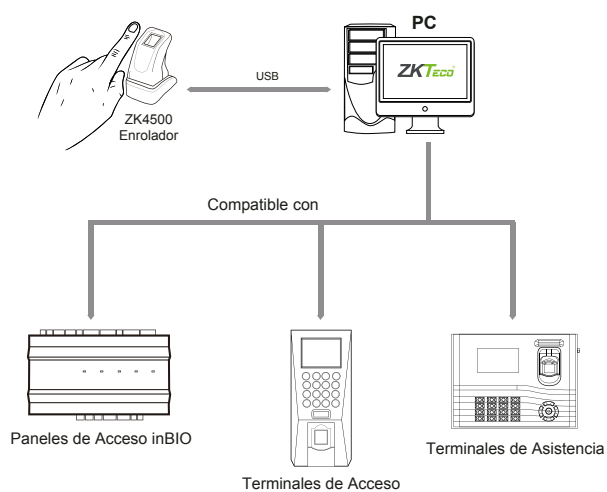 PC
ZKTeco
USB
ZK4500
Enrolador
Compatible con
Paneles de Acceso inBIO
Terminales de Asistencia
Terminales de Acceso